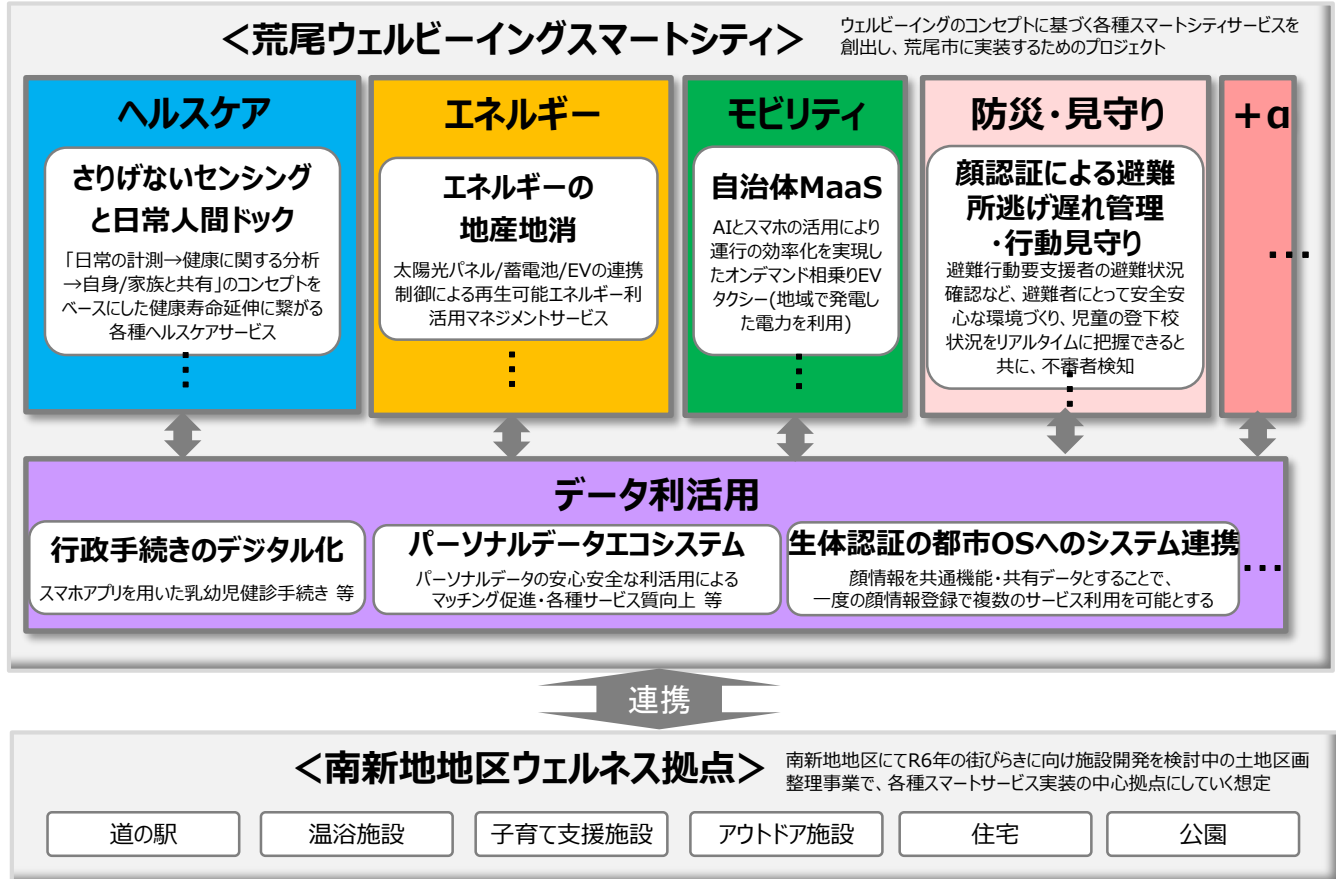 ＜荒尾ウェルビーイングスマートシティ＞
ウェルビーイングのコンセプトに基づく各種スマートシティサービスを
創出し、荒尾市に実装するためのプロジェクト
ヘルスケア
さりげないセンシング
と日常人間ドック
「日常の計測→健康に関する分析
→自身/家族と共有」のコンセプトを
ベースにした健康寿命延伸に繋がる
各種ヘルスケアサービス
⋮
エネルギー
エネルギーの
地産地消
太陽光パネル/蓄電池/EVの連携
制御による再生可能エネルギー利
活用マネジメントサービス
⋮
モビリティ
自治体MaaS
AIとスマホの活用により
運行の効率化を実現し
たオンデマンド相乗りEV
タクシー(地域で発電し
た電力を利用)
⋮
防災・見守り
顔認証による避難
所逃げ遅れ管理
・行動見守り
避難行動要支援者の避難状況
確認など、避難者にとって安全安
心な環境づくり、児童の登下校
状況をリアルタイムに把握できると
共に、不審者検知
⋮
+α
…
データ利活用
行政手続きのデジタル化
スマホアプリを用いた乳幼児健診手続き 等
パーソナルデータエコシステム
パーソナルデータの安心安全な利活用による
マッチング促進・各種サービス質向上 等
生体認証の都市OSへのシステム連携
顔情報を共通機能・共有データとすることで、
一度の顔情報登録で複数のサービス利用を可能とする
…
連携
＜南新地地区ウェルネス拠点＞
南新地地区にてR6年の街びらきに向け施設開発を検討中の土地区画
整理事業で、各種スマートサービス実装の中心拠点にしていく想定
道の駅
温浴施設
子育て支援施設
アウトドア施設
住宅
公園